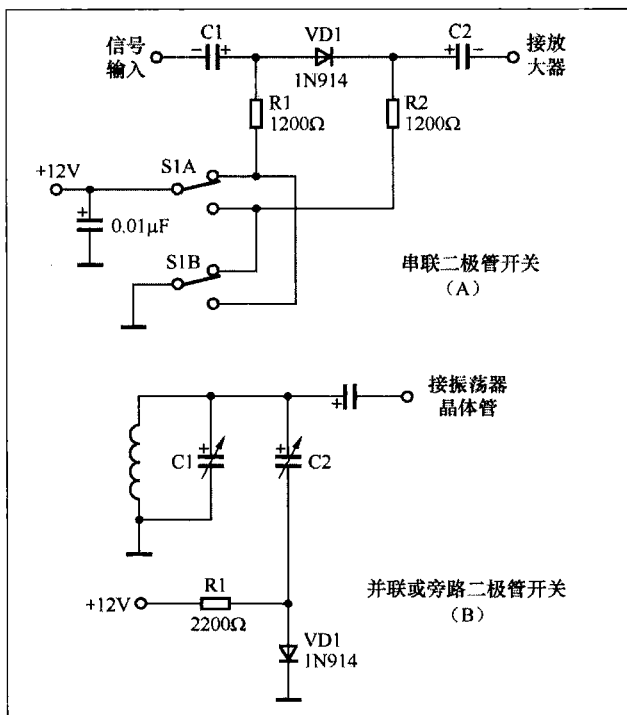 C1
VD1
C2
信号
输入
1N914
接放
大器
R1
1200Ω
R2
1200Ω
+12V
S1A
0.01μF
S1B
串联二极管开关
(A)
接振荡器
晶体管
C1
C2
+12V
R1
2200Ω
并联或旁路二极管开关
(B)
VD1
1N914